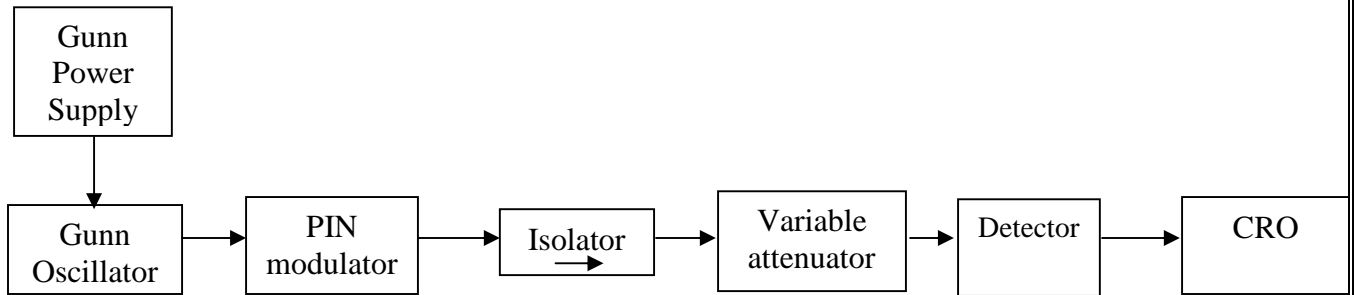 Gunn
Power
Supply
Gunn
Oscillator
PIN
modulator
Isolator
Variable
attenuator
Detector
CRO